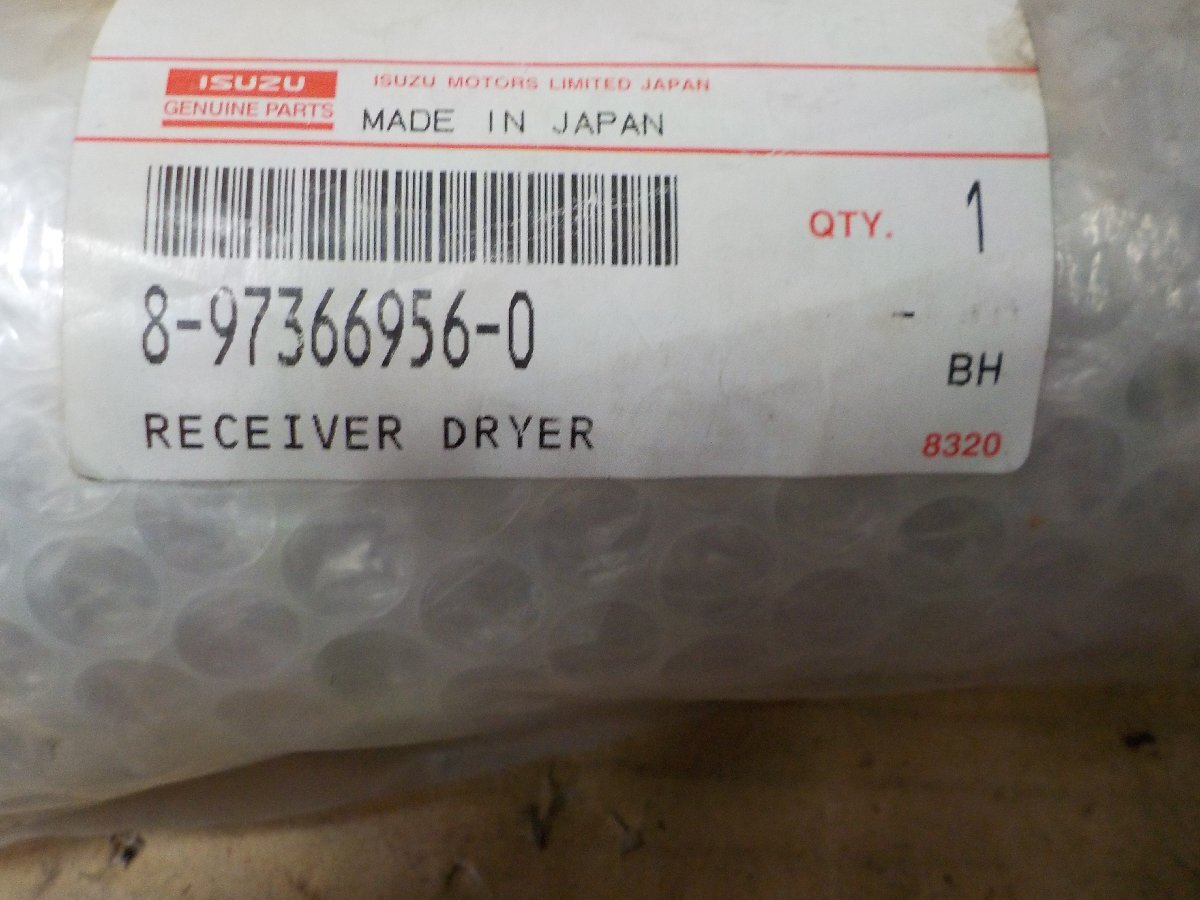 ISUZU
GENUINE PARTS
ISUZU MOTORS LIMITED JAPAN
MADE IN JAPAN
QTY. 1
8-97366956-0
-
BH
RECEIVER DRYER
8320